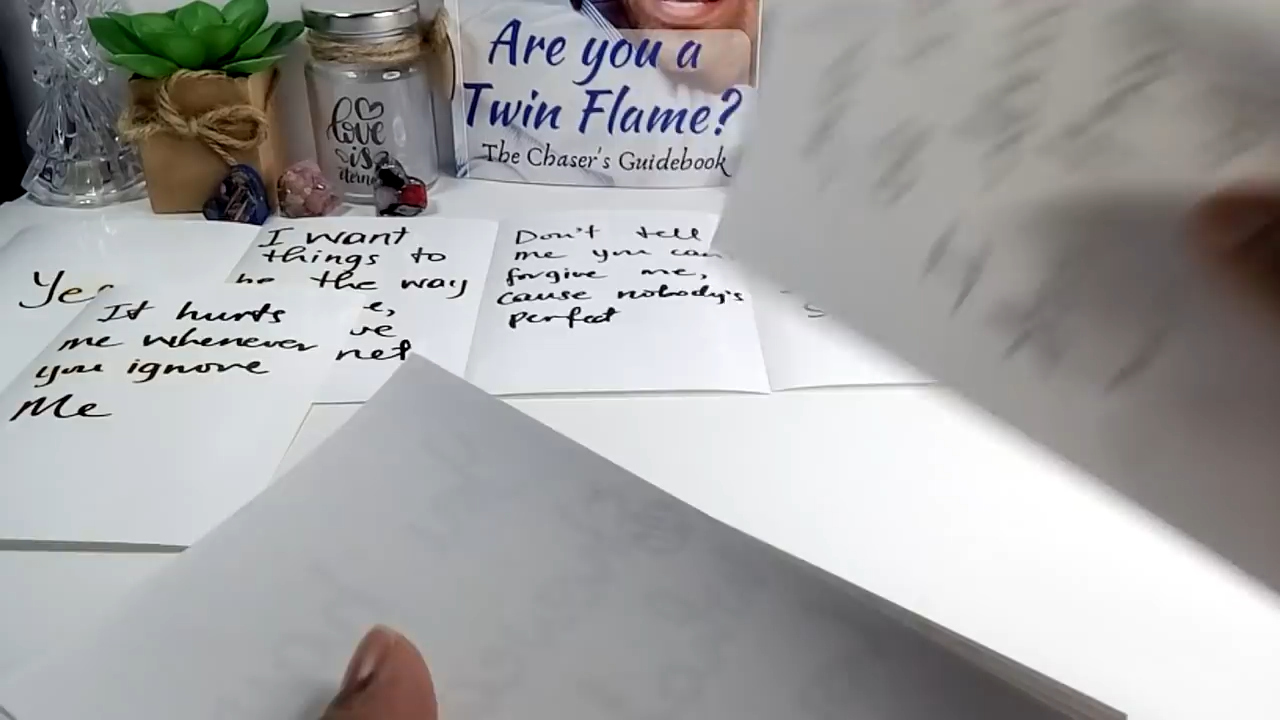 Are you a
Twin Flame?
The Chaser's Guidebook
love
is
I want
things to
the way
Don't tell
me you can
forgive me,
cause nobody's
perfect
It hurts
me whenever
you ignore
Me